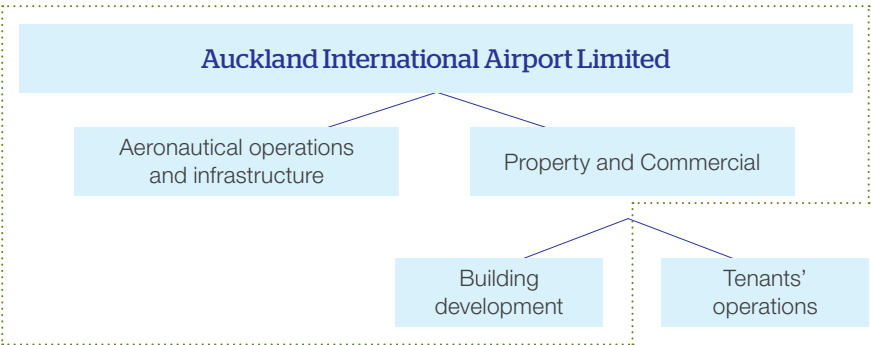 Auckland International Airport Limited
Aeronautical operations
and infrastructure
Property and Commercial
Building
development
Tenants’
operations